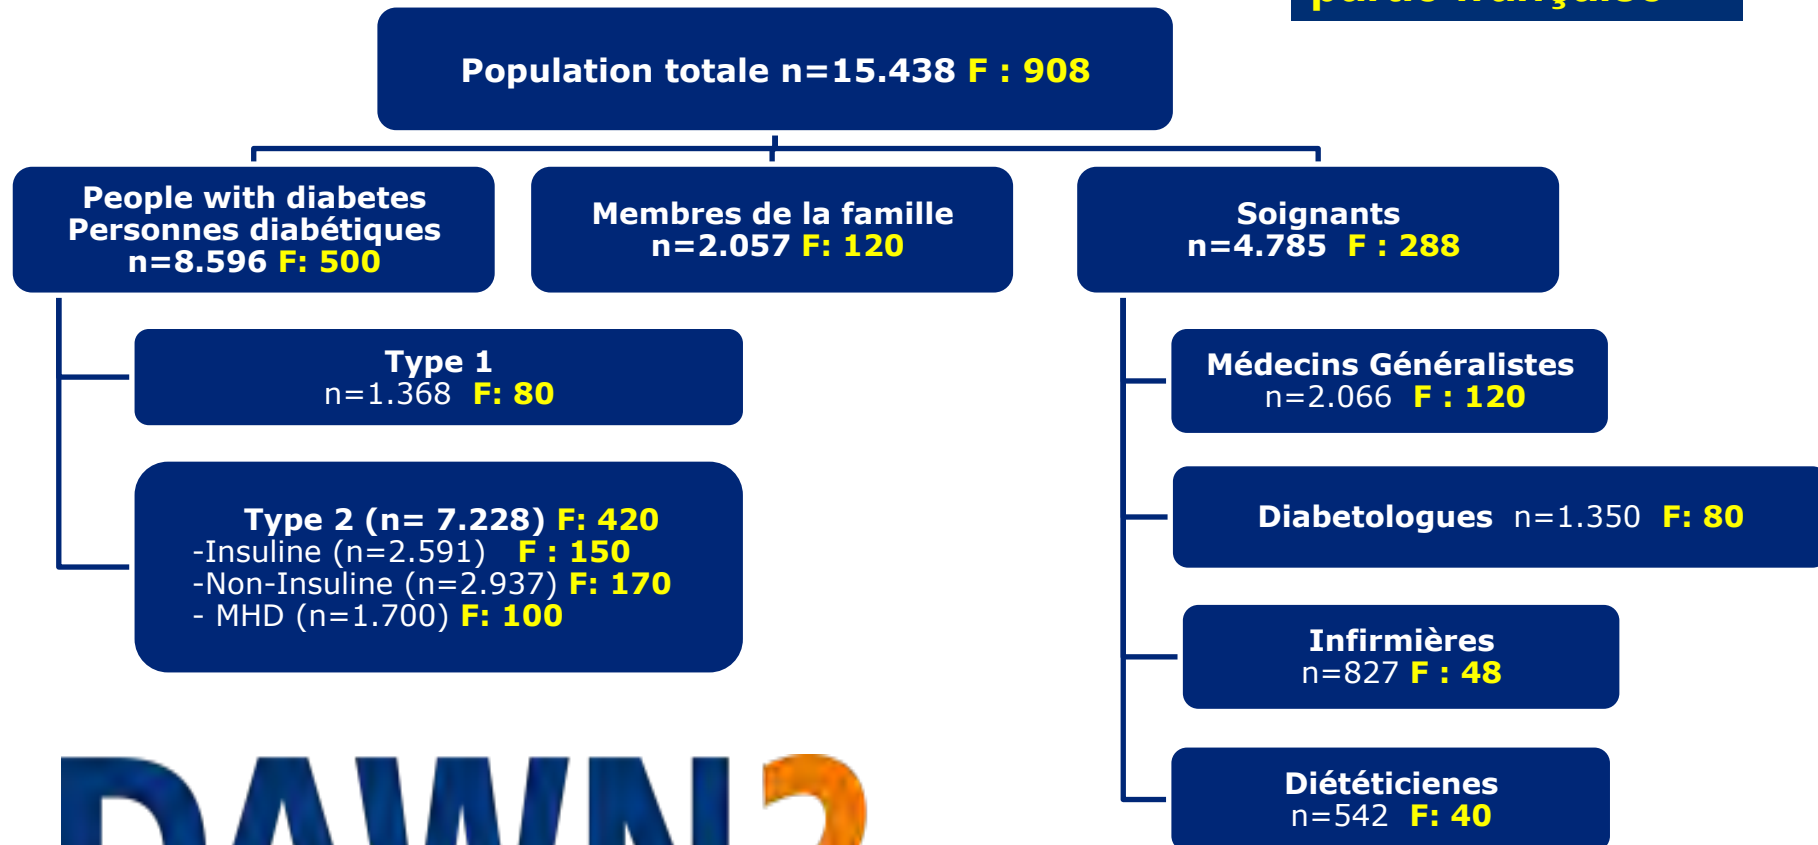 partie française
Population totale n=15.438 F : 908
People with diabetes
Personnes diabétiques
n=8.596 F: 500
Membres de la famille
n=2.057 F: 120
Soignants
n=4.785 F : 288
Type 1
n=1.368 F: 80
Type 2 (n= 7.228) F: 420
-Insuline (n=2.591) F : 150
-Non-Insuline (n=2.937) F: 170
- MHD (n=1.700) F: 100
Médecins Généralistes
n=2.066 F : 120
Diabetologues n=1.350 F: 80
Infirmières
n=827 F : 48
Diététicienes
n=542 F: 40
DAWN2